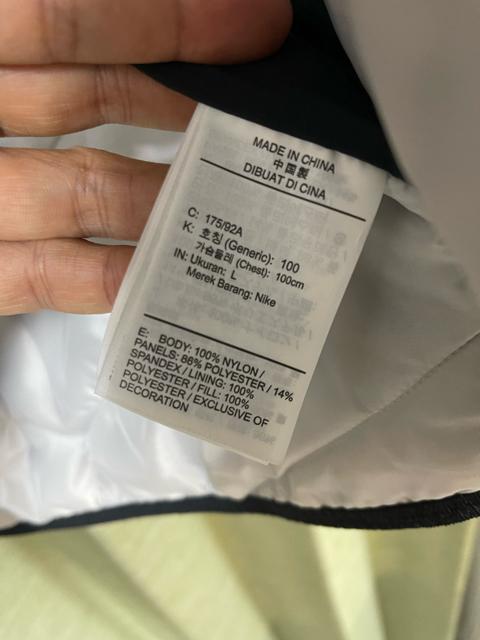 MADE IN CHINA
中国製
DIBUAT DI CINA
C: 175/92A
K: 호칭 (Generic): 100
가슴둘레 (Chest): 100cm
IN: Ukuran: L
Merek Barang: Nike
E: BODY: 100% NYLON /
PANELS: 86% POLYESTER / 14%
SPANDEX / LINING: 100%
POLYESTER / FILL: 100%
POLYESTER / EXCLUSIVE OF
DECORATION